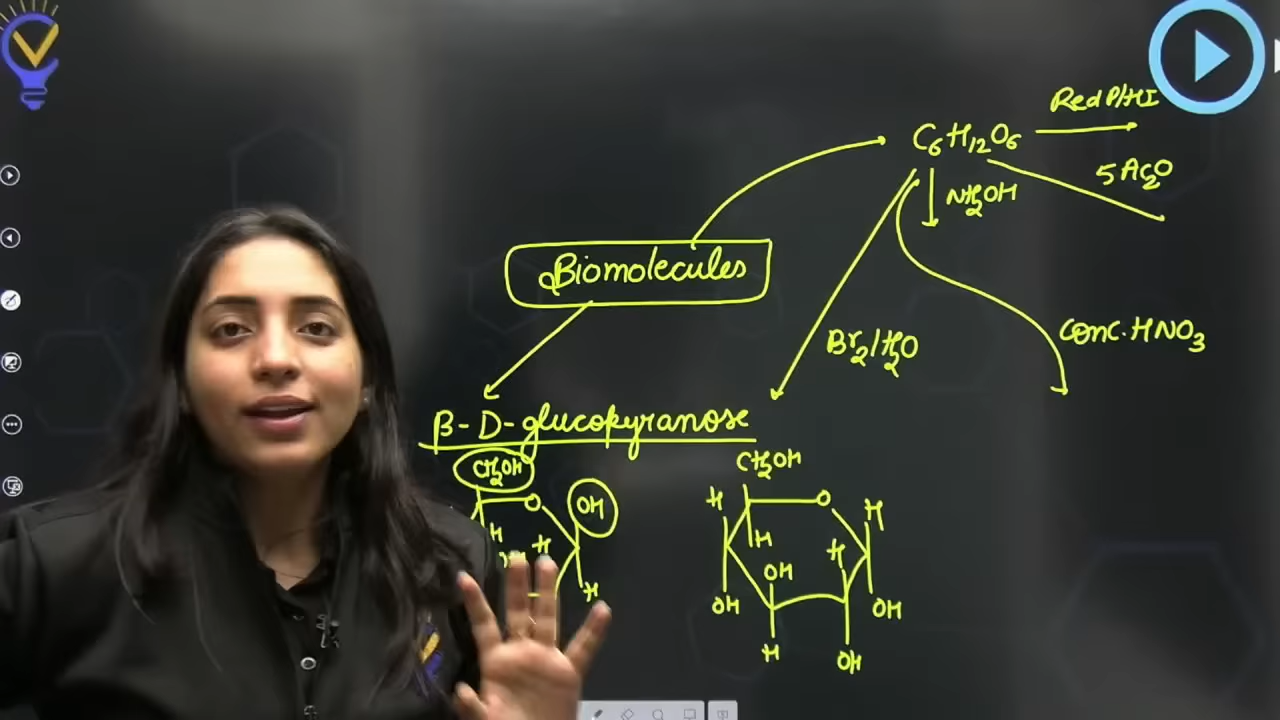 Red P/HI
C6H12O6
5 Ac2O
NH2OH
Biomolecules
Br2/H2O
Conc. HNO3
β-D-glucopyranose
CH2OH
O
OH
H
H
H
CH2OH
H
O
H
H
H
OH
OH
OH
H
OH